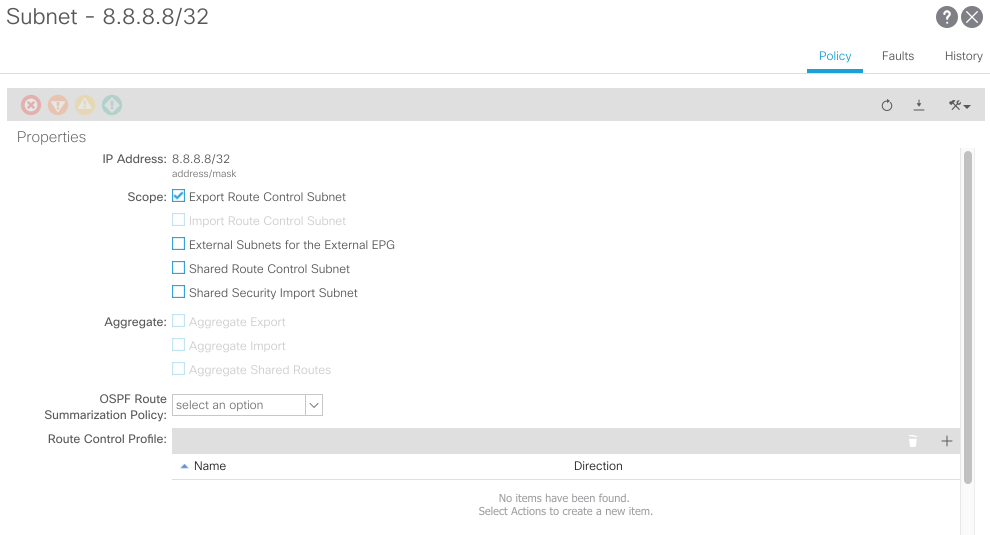 Subnet - 8.8.8.8/32
Policy Faults History
Properties
IP Address: 8.8.8.8/32
address/mask
Scope: Export Route Control Subnet
Import Route Control Subnet
External Subnets for the External EPG
Shared Route Control Subnet
Shared Security Import Subnet
Aggregate: Aggregate Export
Aggregate Import
Aggregate Shared Routes
OSPF Route
Summarization Policy: select an option
Route Control Profile:
Name Direction
No items have been found.
Select Actions to create a new item.